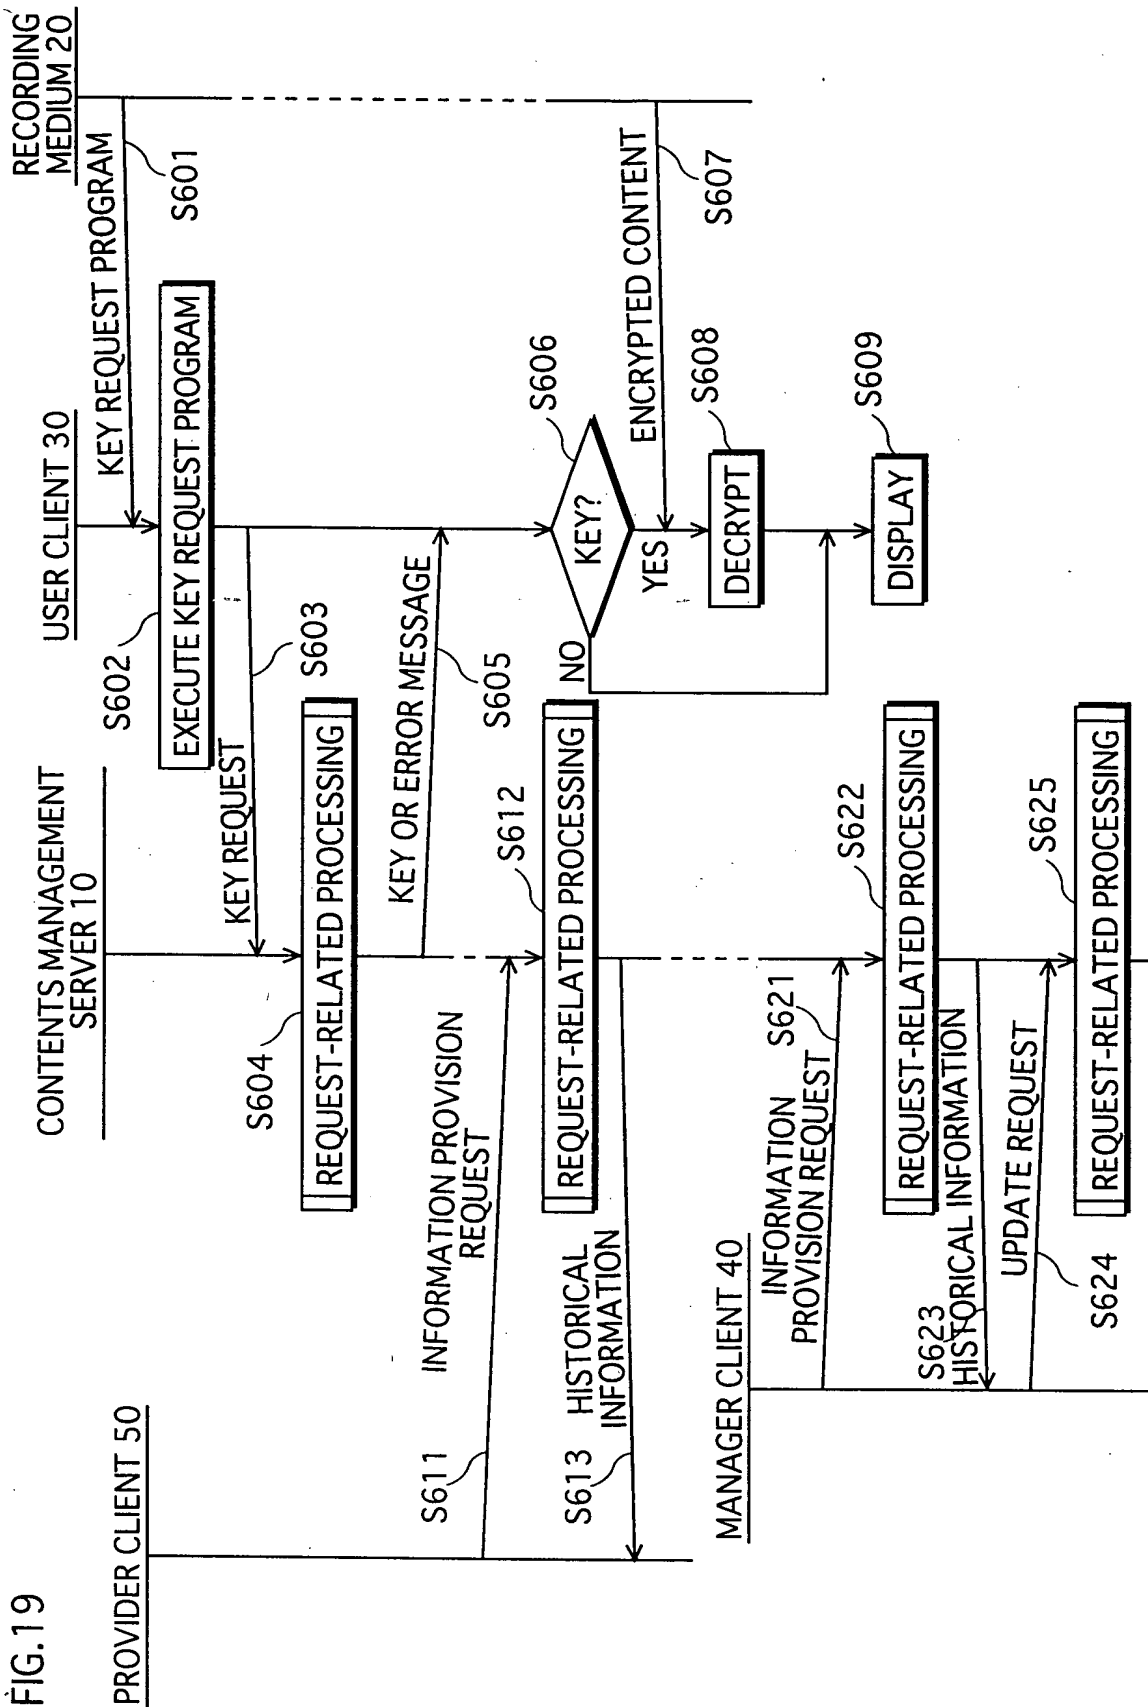 FIG.19
PROVIDER CLIENT 50
CONTENTS MANAGEMENT
SERVER 10
USER CLIENT 30
RECORDING
MEDIUM 20
KEY REQUEST PROGRAM
S601
S602
EXECUTE KEY REQUEST PROGRAM
KEY REQUEST
S603
S604
REQUEST-RELATED PROCESSING
KEY OR ERROR MESSAGE
S605
INFORMATION PROVISION
REQUEST
S611
S612
REQUEST-RELATED PROCESSING
S606
KEY?
NO
YES
HISTORICAL
INFORMATION
S613
ENCRYPTED CONTENT
S607
S608
DECRYPT
MANAGER CLIENT 40
INFORMATION
PROVISION REQUEST
S621
S622
REQUEST-RELATED PROCESSING
S609
DISPLAY
S623
HISTORICAL INFORMATION
UPDATE REQUEST
S624
S625
REQUEST-RELATED PROCESSING